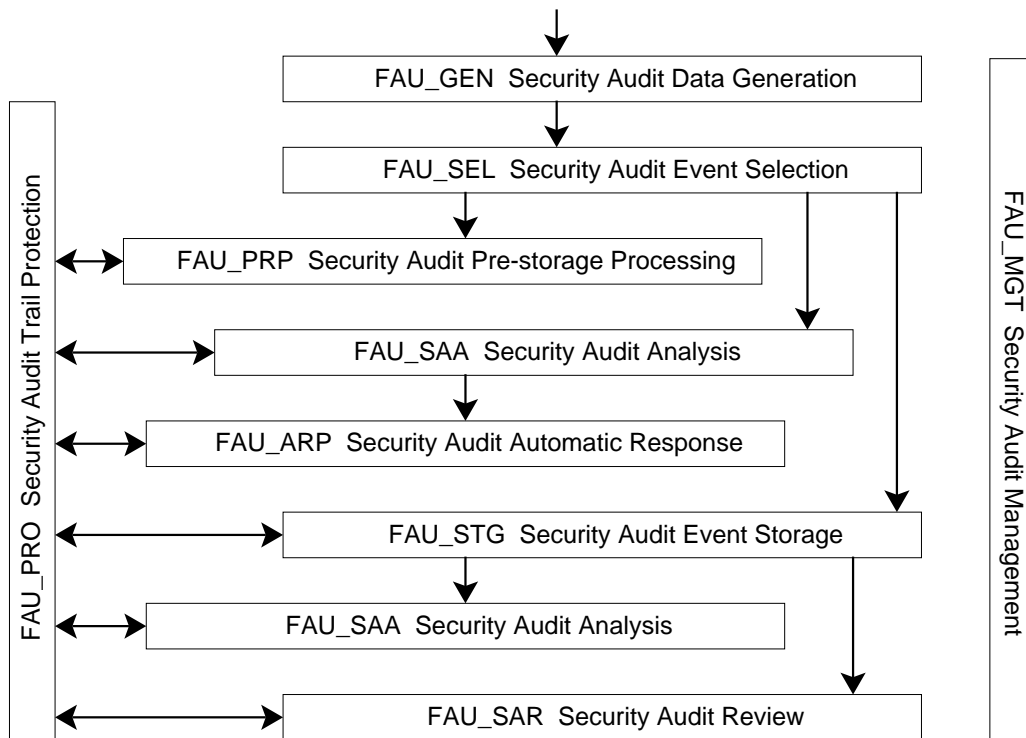 FAU_GEN  Security Audit Data Generation
FAU_SEL  Security Audit Event Selection
FAU_PRP  Security Audit Pre-storage Processing
FAU_SAA  Security Audit Analysis
FAU_ARP  Security Audit Automatic Response
FAU_STG  Security Audit Event Storage
FAU_SAA  Security Audit Analysis
FAU_SAR  Security Audit Review
FAU_PRO  Security Audit Trail Protection
FAU_MGT  Security Audit Management